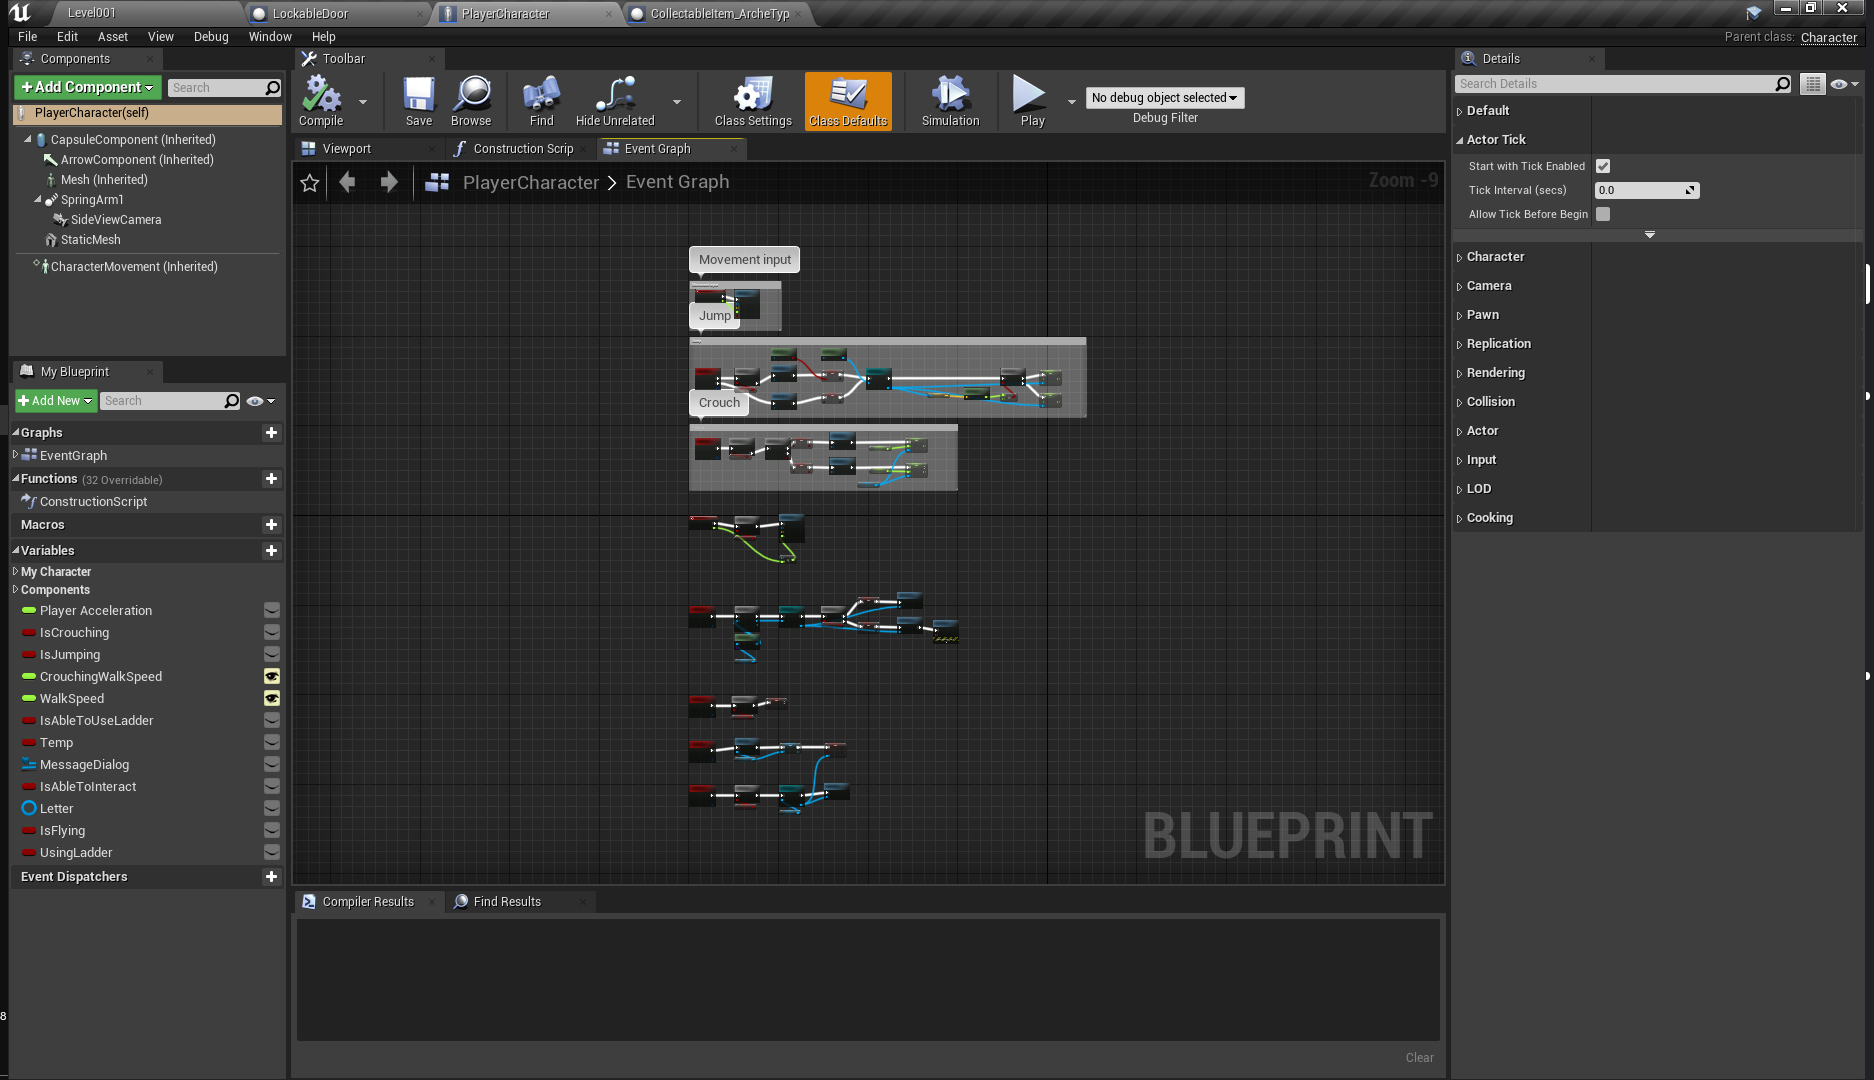 Level001
LockableDoor
PlayerCharacter
CollectableItem_ArcheTyp
File
Edit
Asset
View
Debug
Window
Help
Parent class:
Character
Components
Add Component
Search
PlayerCharacter(self)
CapsuleComponent (Inherited)
ArrowComponent (Inherited)
Mesh (Inherited)
SpringArm1
SideViewCamera
StaticMesh
CharacterMovement (Inherited)
My Blueprint
Add New
Search
Graphs
EventGraph
Functions (32 Overridable)
ConstructionScript
Macros
Variables
My Character
Components
Player Acceleration
IsCrouching
IsJumping
CrouchingWalkSpeed
WalkSpeed
IsAbleToUseLadder
Temp
MessageDialog
IsAbleToInteract
Letter
IsFlying
UsingLadder
Event Dispatchers
8
Toolbar
Compile
Save
Browse
Find
Hide Unrelated
Class Settings
Class Defaults
Simulation
Play
No debug object selected
Debug Filter
Viewport
Construction Scrip
Event Graph
PlayerCharacter > Event Graph
Zoom -9
Movement input
Jump
Crouch
BLUEPRINT
Compiler Results
Find Results
Clear
Details
Search Details
Default
Actor Tick
Start with Tick Enabled
Tick Interval (secs)
0.0
Allow Tick Before Begin
Character
Camera
Pawn
Replication
Rendering
Collision
Actor
Input
LOD
Cooking